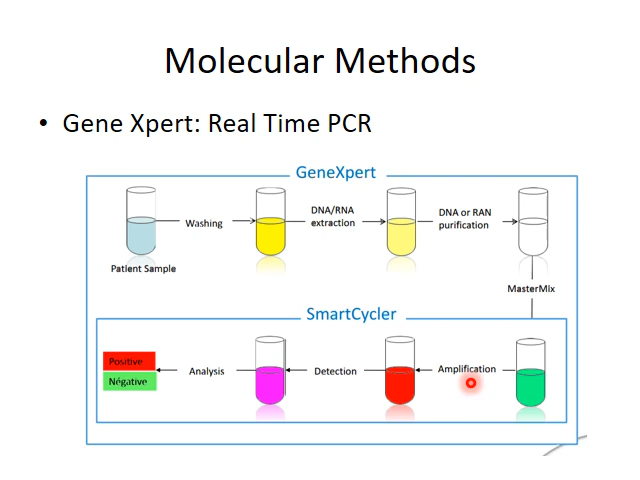 Molecular Methods
• Gene Xpert: Real Time PCR
GeneXpert
Washing
DNA/RNA
extraction
DNA or RAN
purification
Patient Sample
MasterMix
SmartCycler
Positive
Négative
Analysis
Detection
Amplification